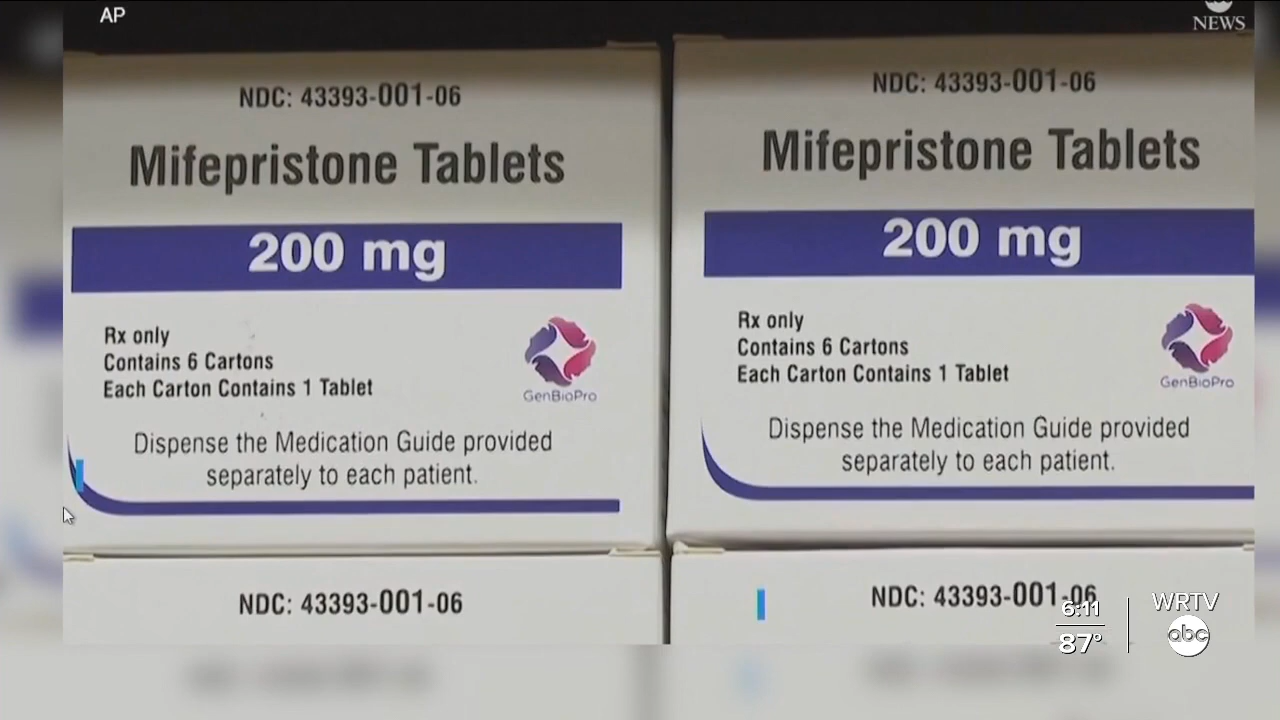 AP
NEWS
NDC: 43393-001-06
Mifepristone Tablets
200 mg
Rx only
Contains 6 Cartons
Each Carton Contains 1 Tablet
GenBioPro
Dispense the Medication Guide provided
separately to each patient.
NDC: 43393-001-06
NDC: 43393-001-06
Mifepristone Tablets
200 mg
Rx only
Contains 6 Cartons
Each Carton Contains 1 Tablet
GenBioPro
Dispense the Medication Guide provided
separately to each patient.
NDC: 43393-001-06
6:11
87°
WRTV
abc